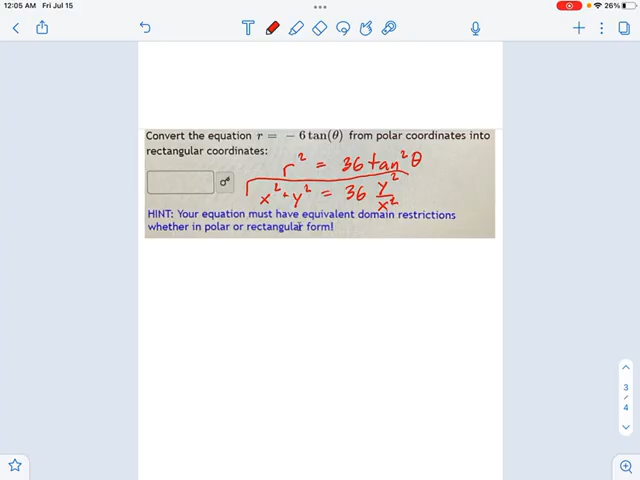 12:05 AM Fri Jul 15
26%
T
Convert the equation r = − 6 tan(θ) from polar coordinates into
rectangular coordinates:
r² = 36 tan² θ
x² + y² = 36 y²/x²
HINT: Your equation must have equivalent domain restrictions
whether in polar or rectangular form!
3
/
4